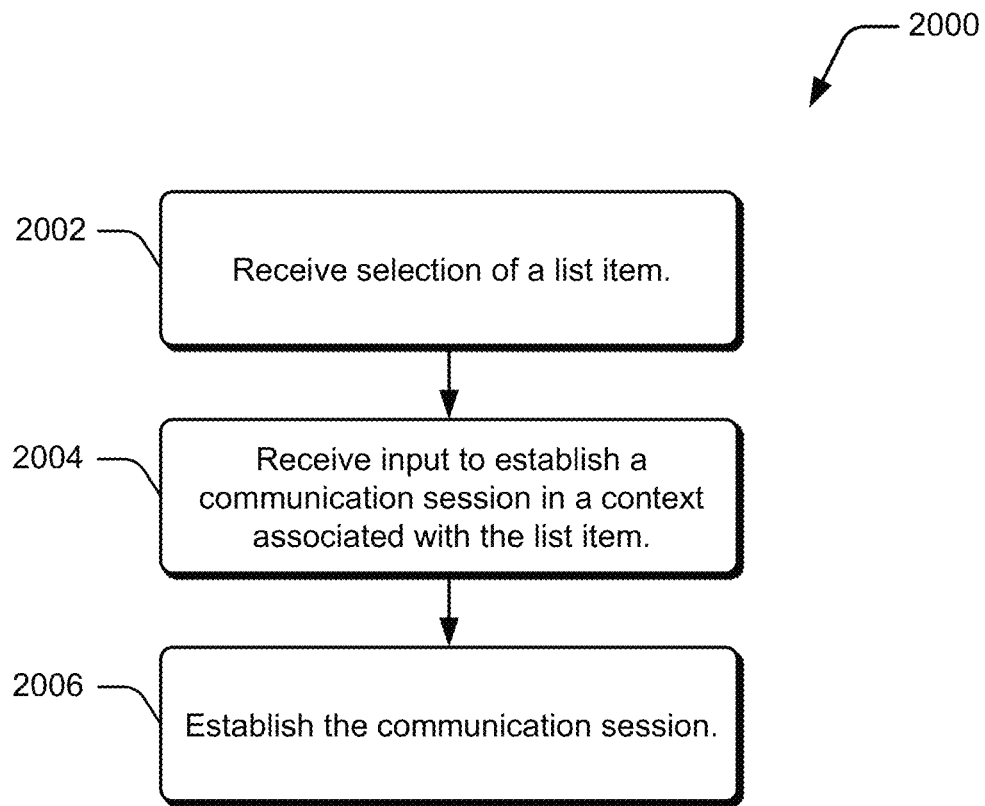 2000
2002
Receive selection of a list item.
2004
Receive input to establish a
communication session in a context
associated with the list item.
2006
Establish the communication session.